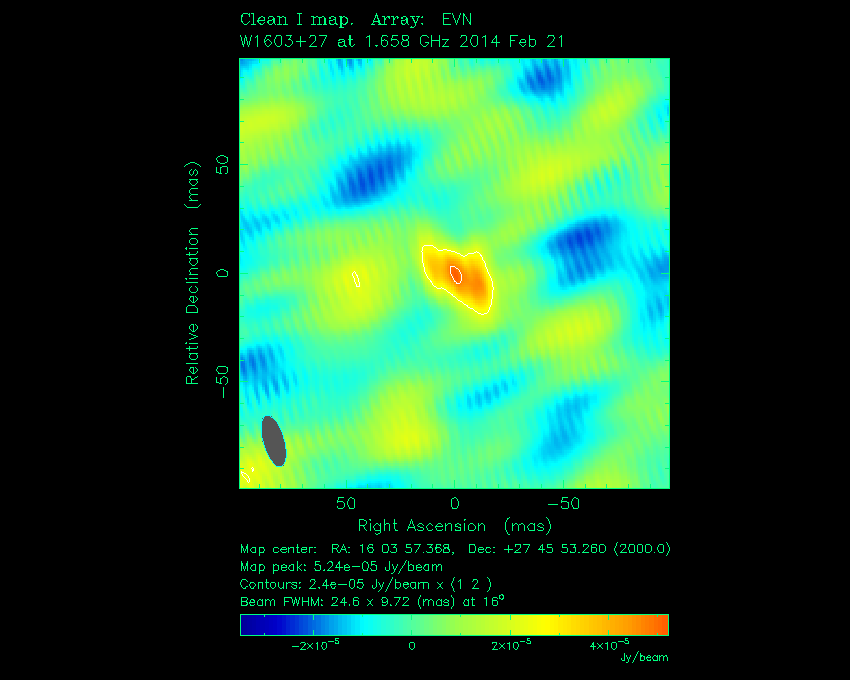 Clean I map.  Array:  EVN
W1603+27 at 1.658 GHz 2014 Feb 21
Relative Declination  (mas)
50
0
−50
50
0
−50
Right Ascension  (mas)
Map center:  RA: 16 03 57.368,  Dec: +27 45 53.260 (2000.0)
Map peak: 5.24e−05 Jy/beam
Contours: 2.4e−05 Jy/beam x (1 2 )
Beam FWHM: 24.6 x 9.72 (mas) at 16°
−2×10⁻⁵ 0 2×10⁻⁵ 4×10⁻⁵
Jy/beam